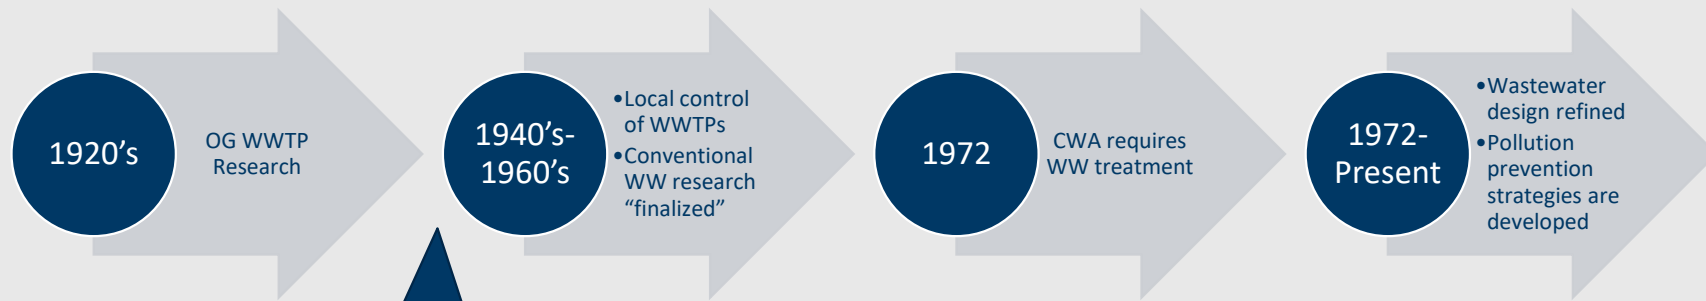 1920's
OG WWTP
Research
1940's-
1960's
•Local control
of WWTPs
•Conventional
WW research
“finalized”
1972
CWA requires
WW treatment
1972-
Present
•Wastewater
design refined
•Pollution
prevention
strategies are
developed